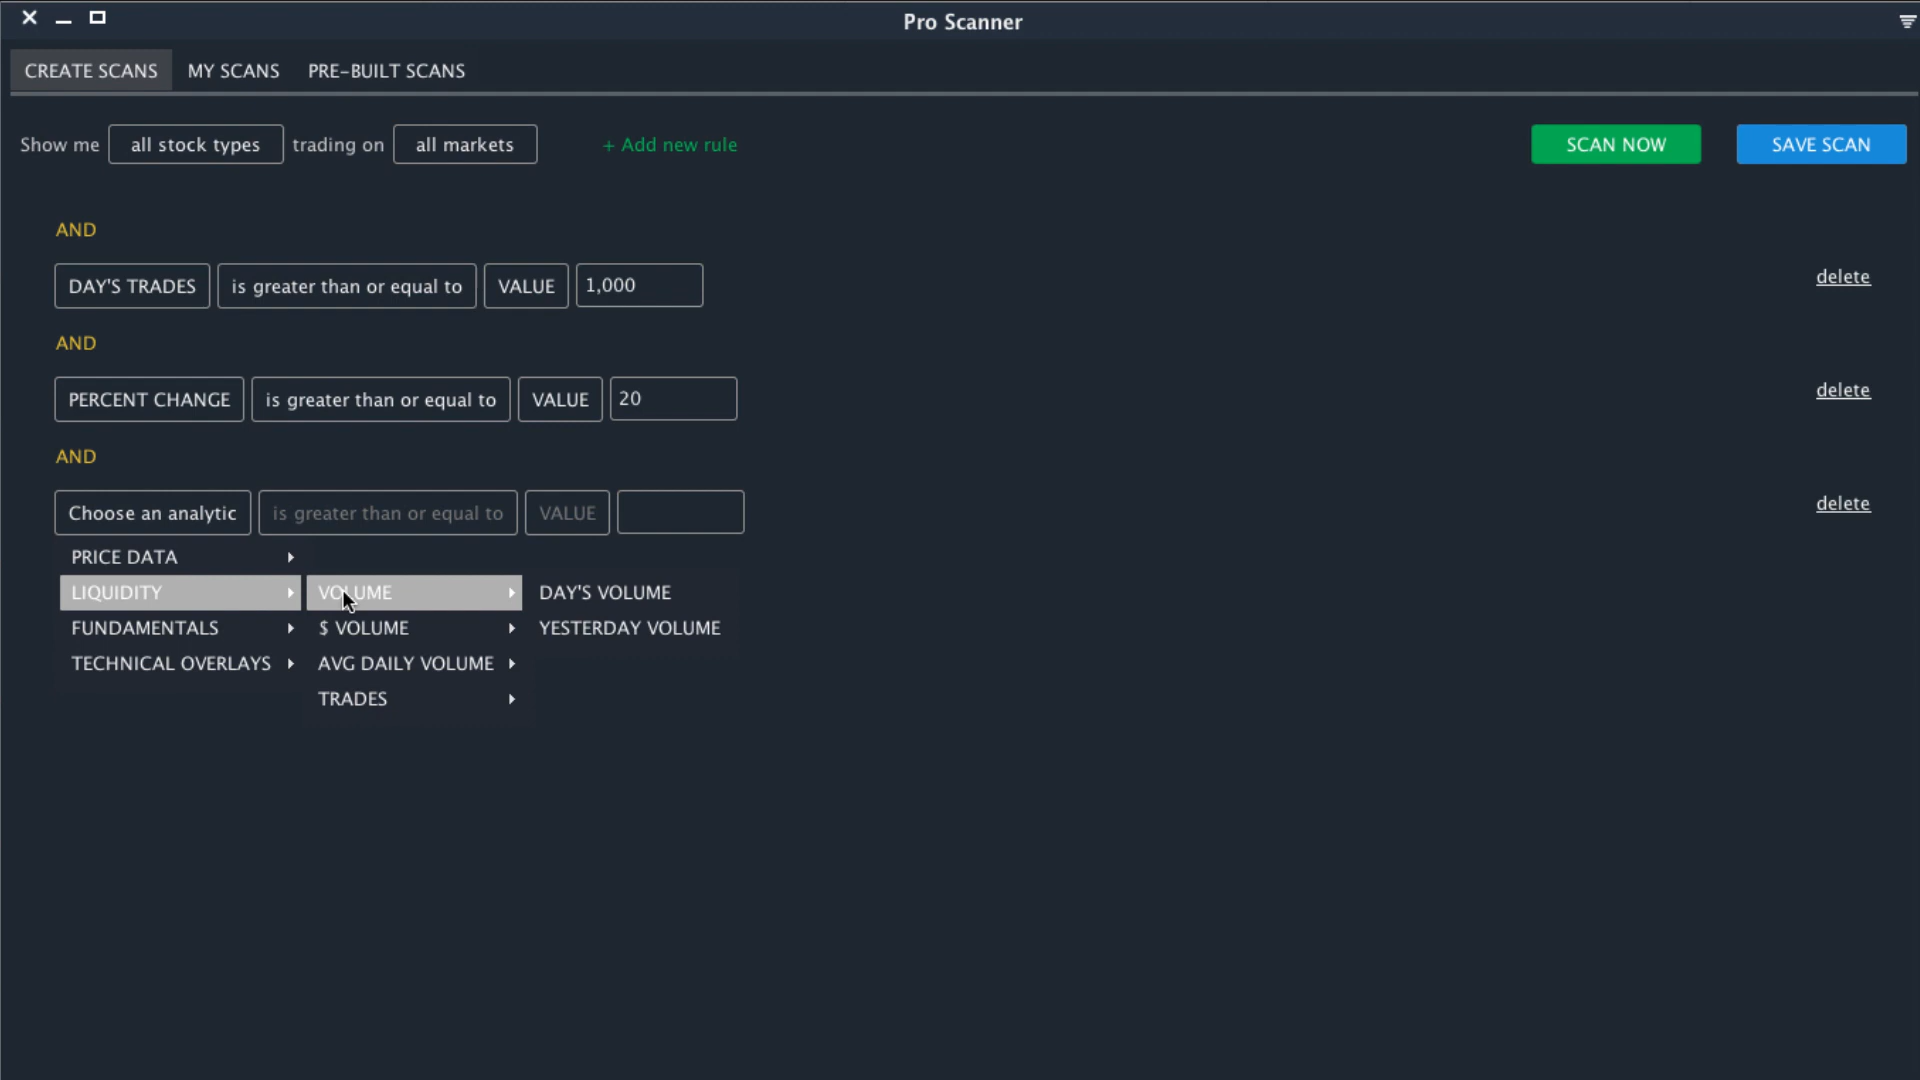 Pro Scanner
CREATE SCANS MY SCANS PRE-BUILT SCANS
Show me all stock types trading on all markets + Add new rule SCAN NOW SAVE SCAN
AND
DAY'S TRADES is greater than or equal to VALUE 1,000 delete
AND
PERCENT CHANGE is greater than or equal to VALUE 20 delete
AND
Choose an analytic is greater than or equal to VALUE delete
PRICE DATA
LIQUIDITY VOLUME DAY'S VOLUME
FUNDAMENTALS $ VOLUME YESTERDAY VOLUME
TECHNICAL OVERLAYS AVG DAILY VOLUME
TRADES